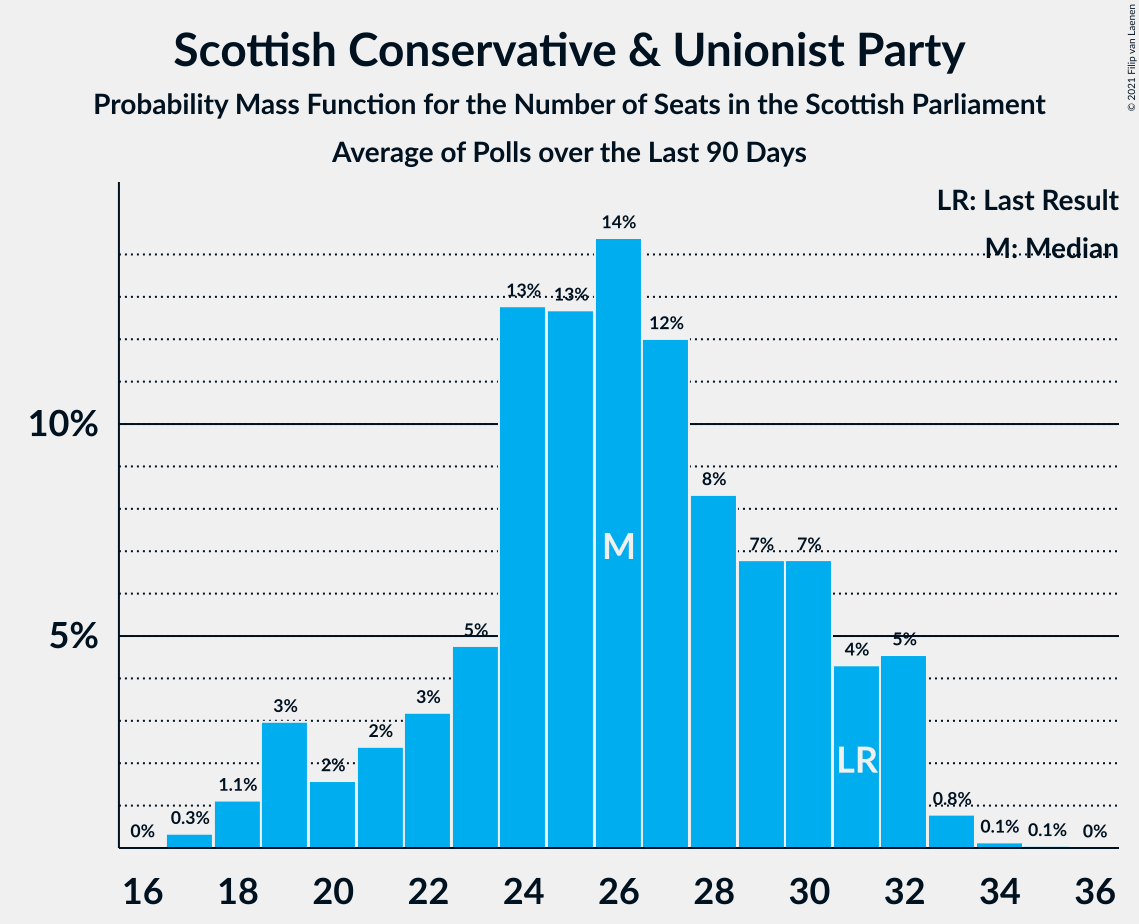 Scottish Conservative & Unionist Party
Probability Mass Function for the Number of Seats in the Scottish Parliament
Average of Polls over the Last 90 Days
© 2021 Filip van Laenen
LR: Last Result
M: Median
14%
13%
13%
12%
10%
8%
7%
7%
M
5%
5%
5%
4%
3%
3%
2%
2%
LR
1.1%
0.8%
0.3%
0.1%
0.1%
0%
0%
16 18 20 22 24 26 28 30 32 34 36